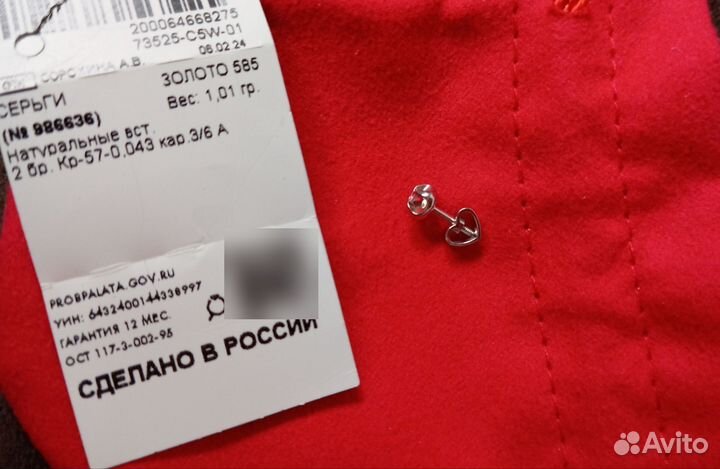 200064668275
73525-C5W-01
06.02.24
СОРОКИНА А.В.
СЕРЬГИ ЗОЛОТО 585
(№ 986636) Вес: 1,01 гр.
Натуральные вст.
2 бр. Кр-57-0,043 кар.3/6 А
PROBPALATA.GOV.RU
УИН: 6432400144338997
ГАРАНТИЯ 12 МЕС.
ОСТ 117-3-002-95
СДЕЛАНО В РОССИИ
Avito